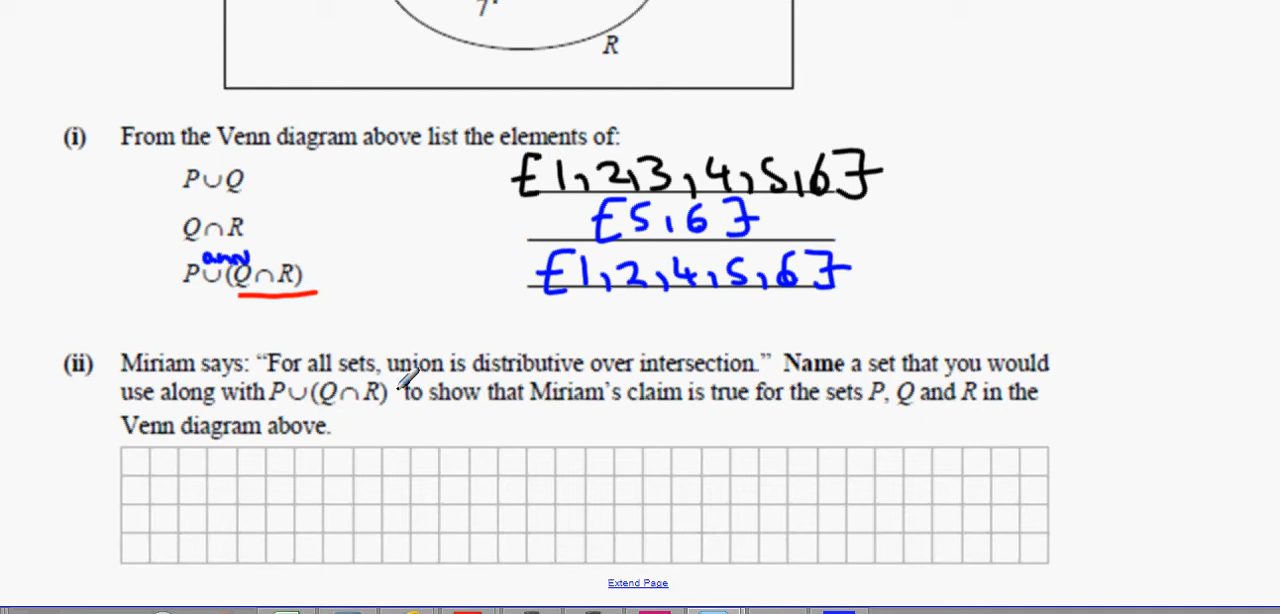 7
R
(i) From the Venn diagram above list the elements of:
P∪Q {1,2,3,4,5,6}
Q∩R {5,6}
and
P∪(Q∩R) {1,2,4,5,6}
(ii) Miriam says: “For all sets, union is distributive over intersection.” Name a set that you would
use along with P∪(Q∩R) to show that Miriam’s claim is true for the sets P, Q and R in the
Venn diagram above.
Extend Page